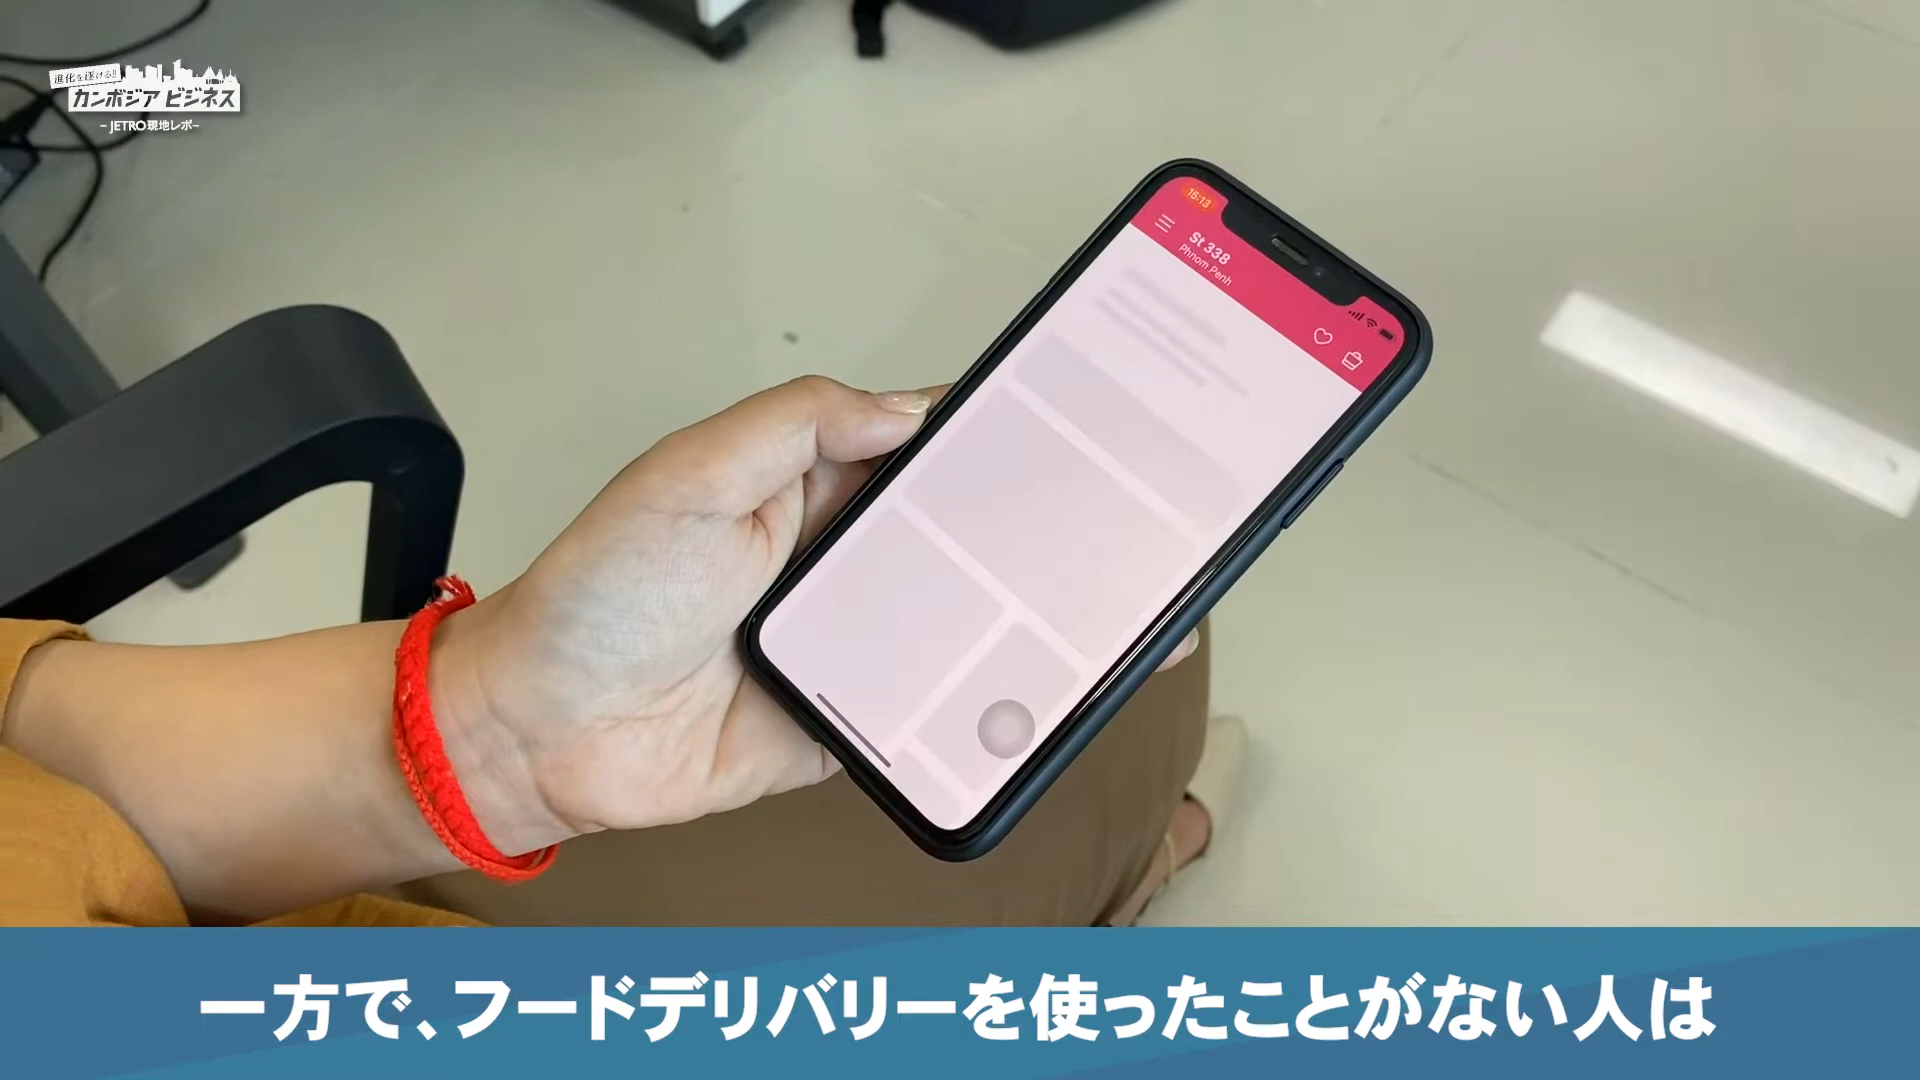 進化を遂げる!!
カンボジア ビジネス
– JETRO現地レポ –
15:13
St 338
Phnom Penh
一方で、フードデリバリーを使ったことがない人は